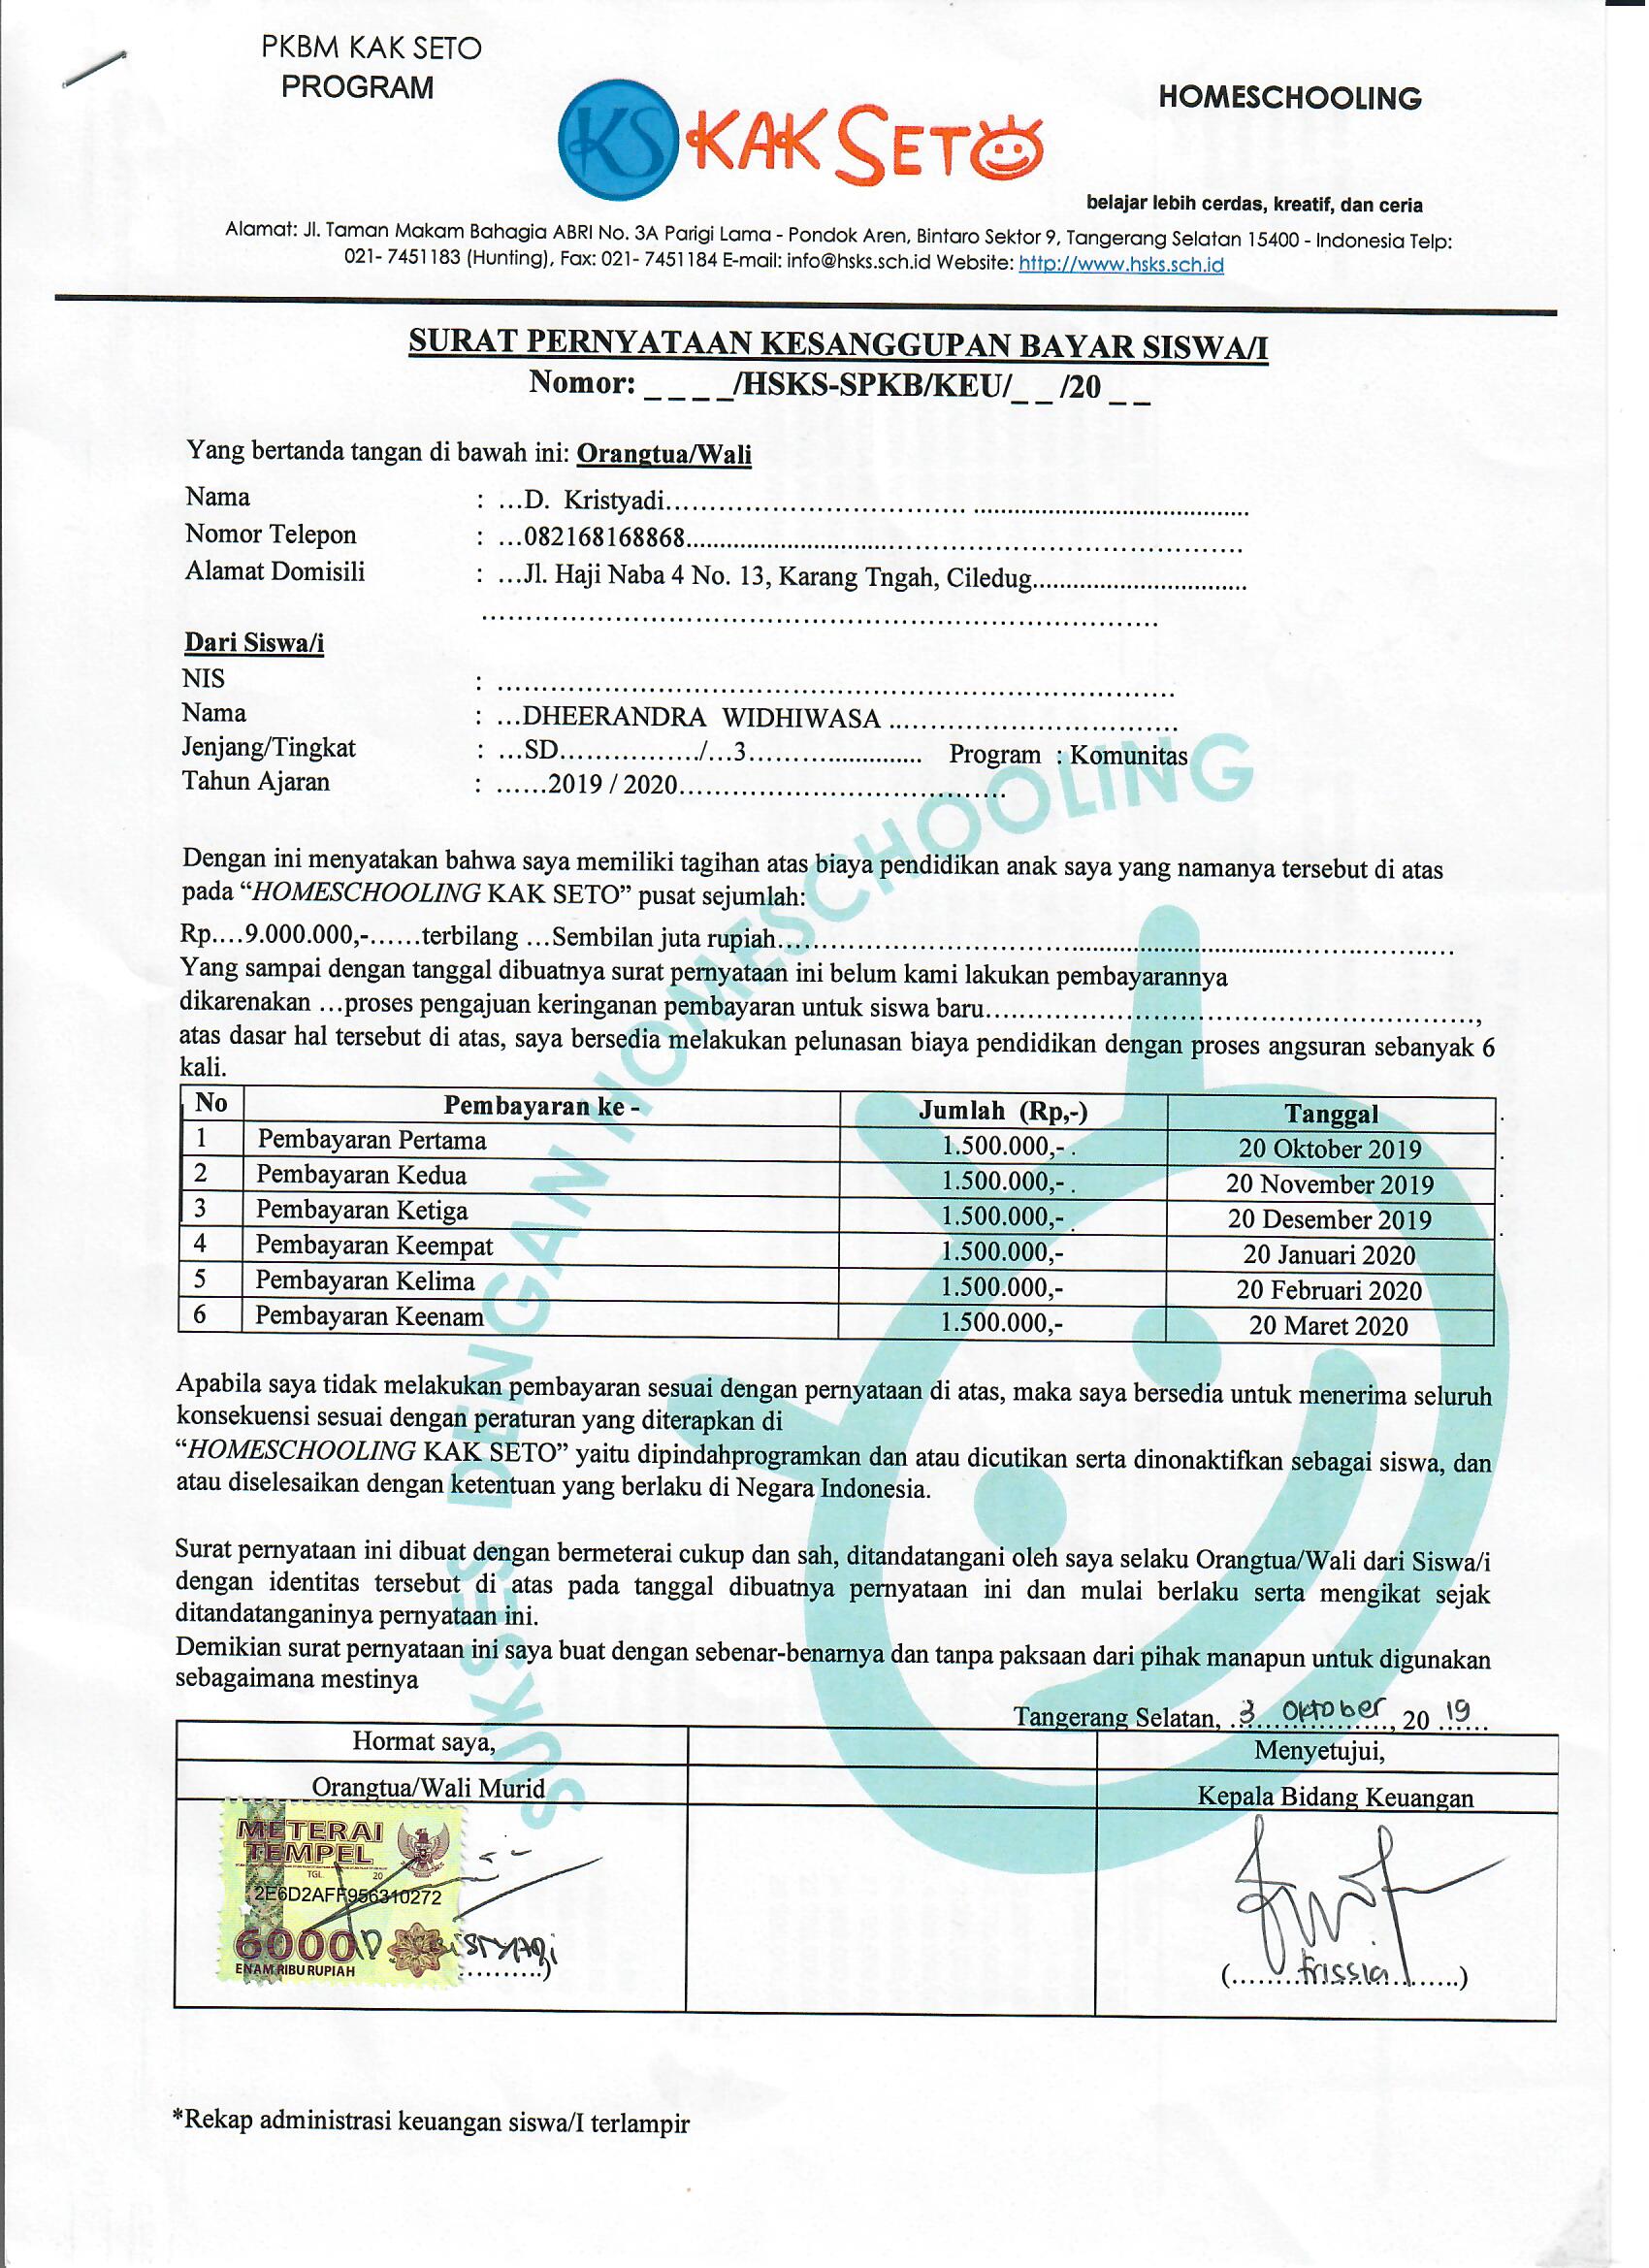 PKBM KAK SETO
PROGRAM
HOMESCHOOLING
KS KAK SETO
belajar lebih cerdas, kreatif, dan ceria
Alamat: Jl. Taman Makam Bahagia ABRI No. 3A Parigi Lama - Pondok Aren, Bintaro Sektor 9, Tangerang Selatan 15400 - Indonesia Telp:
021- 7451183 (Hunting), Fax: 021- 7451184 E-mail: info@hsks.sch.id Website: http://www.hsks.sch.id
SURAT PERNYATAAN KESANGGUPAN BAYAR SISWA/I
Nomor: _ _ _ _/HSKS-SPKB/KEU/_ _ /20 _ _
Yang bertanda tangan di bawah ini: Orangtua/Wali
Nama : ...D. Kristyadi...
Nomor Telepon : ...082168168868...
Alamat Domisili : ...Jl. Haji Naba 4 No. 13, Karang Tngah, Ciledug...
Dari Siswa/i
NIS : ...
Nama : ...DHEERANDRA WIDHIWASA ...
Jenjang/Tingkat : ...SD.../...3... Program : Komunitas
Tahun Ajaran : ...2019 / 2020...
Dengan ini menyatakan bahwa saya memiliki tagihan atas biaya pendidikan anak saya yang namanya tersebut di atas
pada “HOMESCHOOLING KAK SETO” pusat sejumlah:
Rp....9.000.000,-......terbilang ...Sembilan juta rupiah...
Yang sampai dengan tanggal dibuatnya surat pernyataan ini belum kami lakukan pembayarannya
dikarenakan ...proses pengajuan keringanan pembayaran untuk siswa baru...,
atas dasar hal tersebut di atas, saya bersedia melakukan pelunasan biaya pendidikan dengan proses angsuran sebanyak 6
kali.
No Pembayaran ke - Jumlah (Rp,-) Tanggal
1 Pembayaran Pertama 1.500.000,- 20 Oktober 2019
2 Pembayaran Kedua 1.500.000,- 20 November 2019
3 Pembayaran Ketiga 1.500.000,- 20 Desember 2019
4 Pembayaran Keempat 1.500.000,- 20 Januari 2020
5 Pembayaran Kelima 1.500.000,- 20 Februari 2020
6 Pembayaran Keenam 1.500.000,- 20 Maret 2020
Apabila saya tidak melakukan pembayaran sesuai dengan pernyataan di atas, maka saya bersedia untuk menerima seluruh
konsekuensi sesuai dengan peraturan yang diterapkan di
“HOMESCHOOLING KAK SETO” yaitu dipindahprogramkan dan atau dicutikan serta dinonaktifkan sebagai siswa, dan
atau diselesaikan dengan ketentuan yang berlaku di Negara Indonesia.
Surat pernyataan ini dibuat dengan bermeterai cukup dan sah, ditandatangani oleh saya selaku Orangtua/Wali dari Siswa/i
dengan identitas tersebut di atas pada tanggal dibuatnya pernyataan ini dan mulai berlaku serta mengikat sejak
ditandatanganinya pernyataan ini.
Demikian surat pernyataan ini saya buat dengan sebenar-benarnya dan tanpa paksaan dari pihak manapun untuk digunakan
sebagaimana mestinya
Tangerang Selatan, 3 Oktober, 20 19
Hormat saya, Menyetujui,
Orangtua/Wali Murid Kepala Bidang Keuangan
METERAI
TEMPEL
TGL. 20
2E6D2AFF956310272
6000
ENAM RIBU RUPIAH
(...frissia...)
*Rekap administrasi keuangan siswa/I terlampir
SUKSES DENGAN HOMESCHOOLING